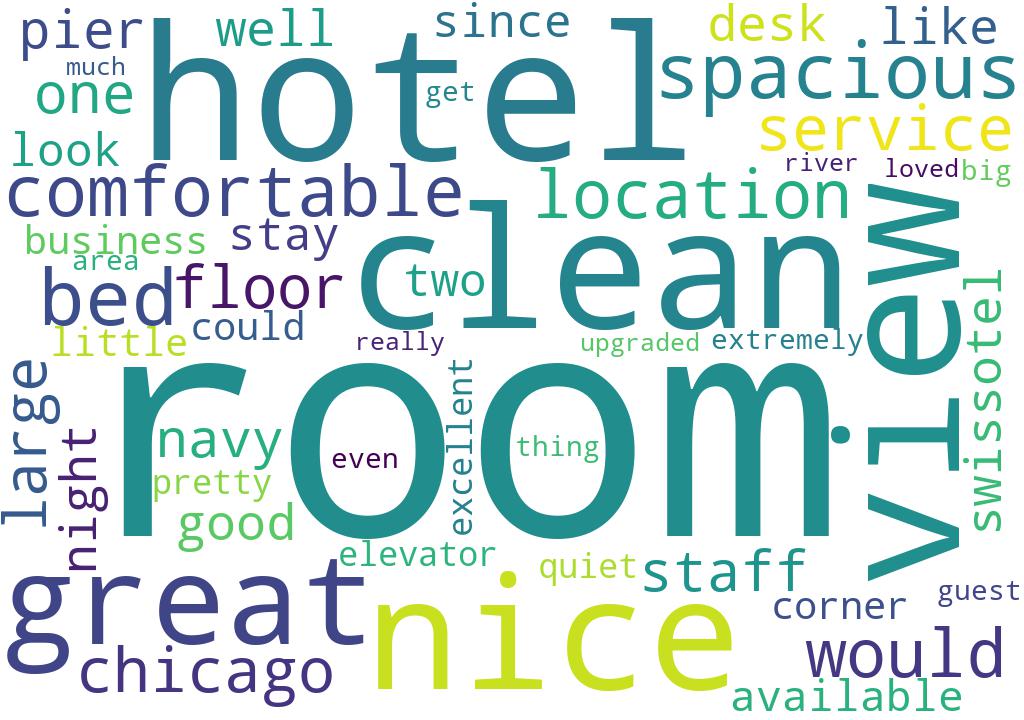 pier
well
since
desk
like
much
hotel
one
get
spacious
look
service
comfortable
location
river
loved
big
business
stay
area
clean
view
bed
floor
two
swissotel
little
could
really
upgraded
extremely
large
room
night
navy
even
excellent
thing
pretty
good
elevator
quiet
staff
great
nice
corner
guest
chicago
would
available